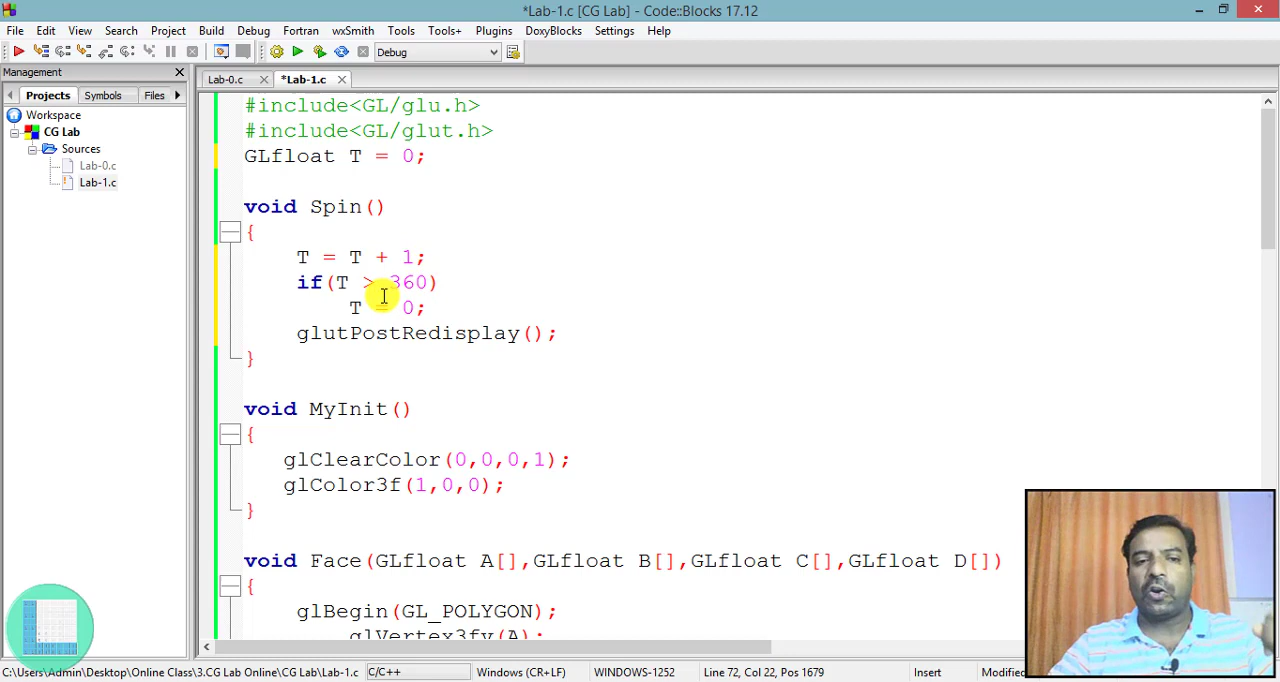 *Lab-1.c [CG Lab] - Code::Blocks 17.12
File Edit View Search Project Build Debug Fortran wxSmith Tools Tools+ Plugins DoxyBlocks Settings Help
Debug
Management
Projects Symbols Files
Workspace
CG Lab
Sources
Lab-0.c
Lab-1.c
Lab-0.c *Lab-1.c
#include<GL/glu.h>
#include<GL/glut.h>
GLfloat T = 0;
void Spin()
{
T = T + 1;
if(T > 360)
T = 0;
glutPostRedisplay();
}
void MyInit()
{
glClearColor(0,0,0,1);
glColor3f(1,0,0);
}
void Face(GLfloat A[],GLfloat B[],GLfloat C[],GLfloat D[])
{
glBegin(GL_POLYGON);
glVertex3fv(A);
C:\Users\Admin\Desktop\Online Class\3.CG Lab Online\CG Lab\Lab-1.c C/C++ Windows (CR+LF) WINDOWS-1252 Line 72, Col 22, Pos 1679 Insert Modified